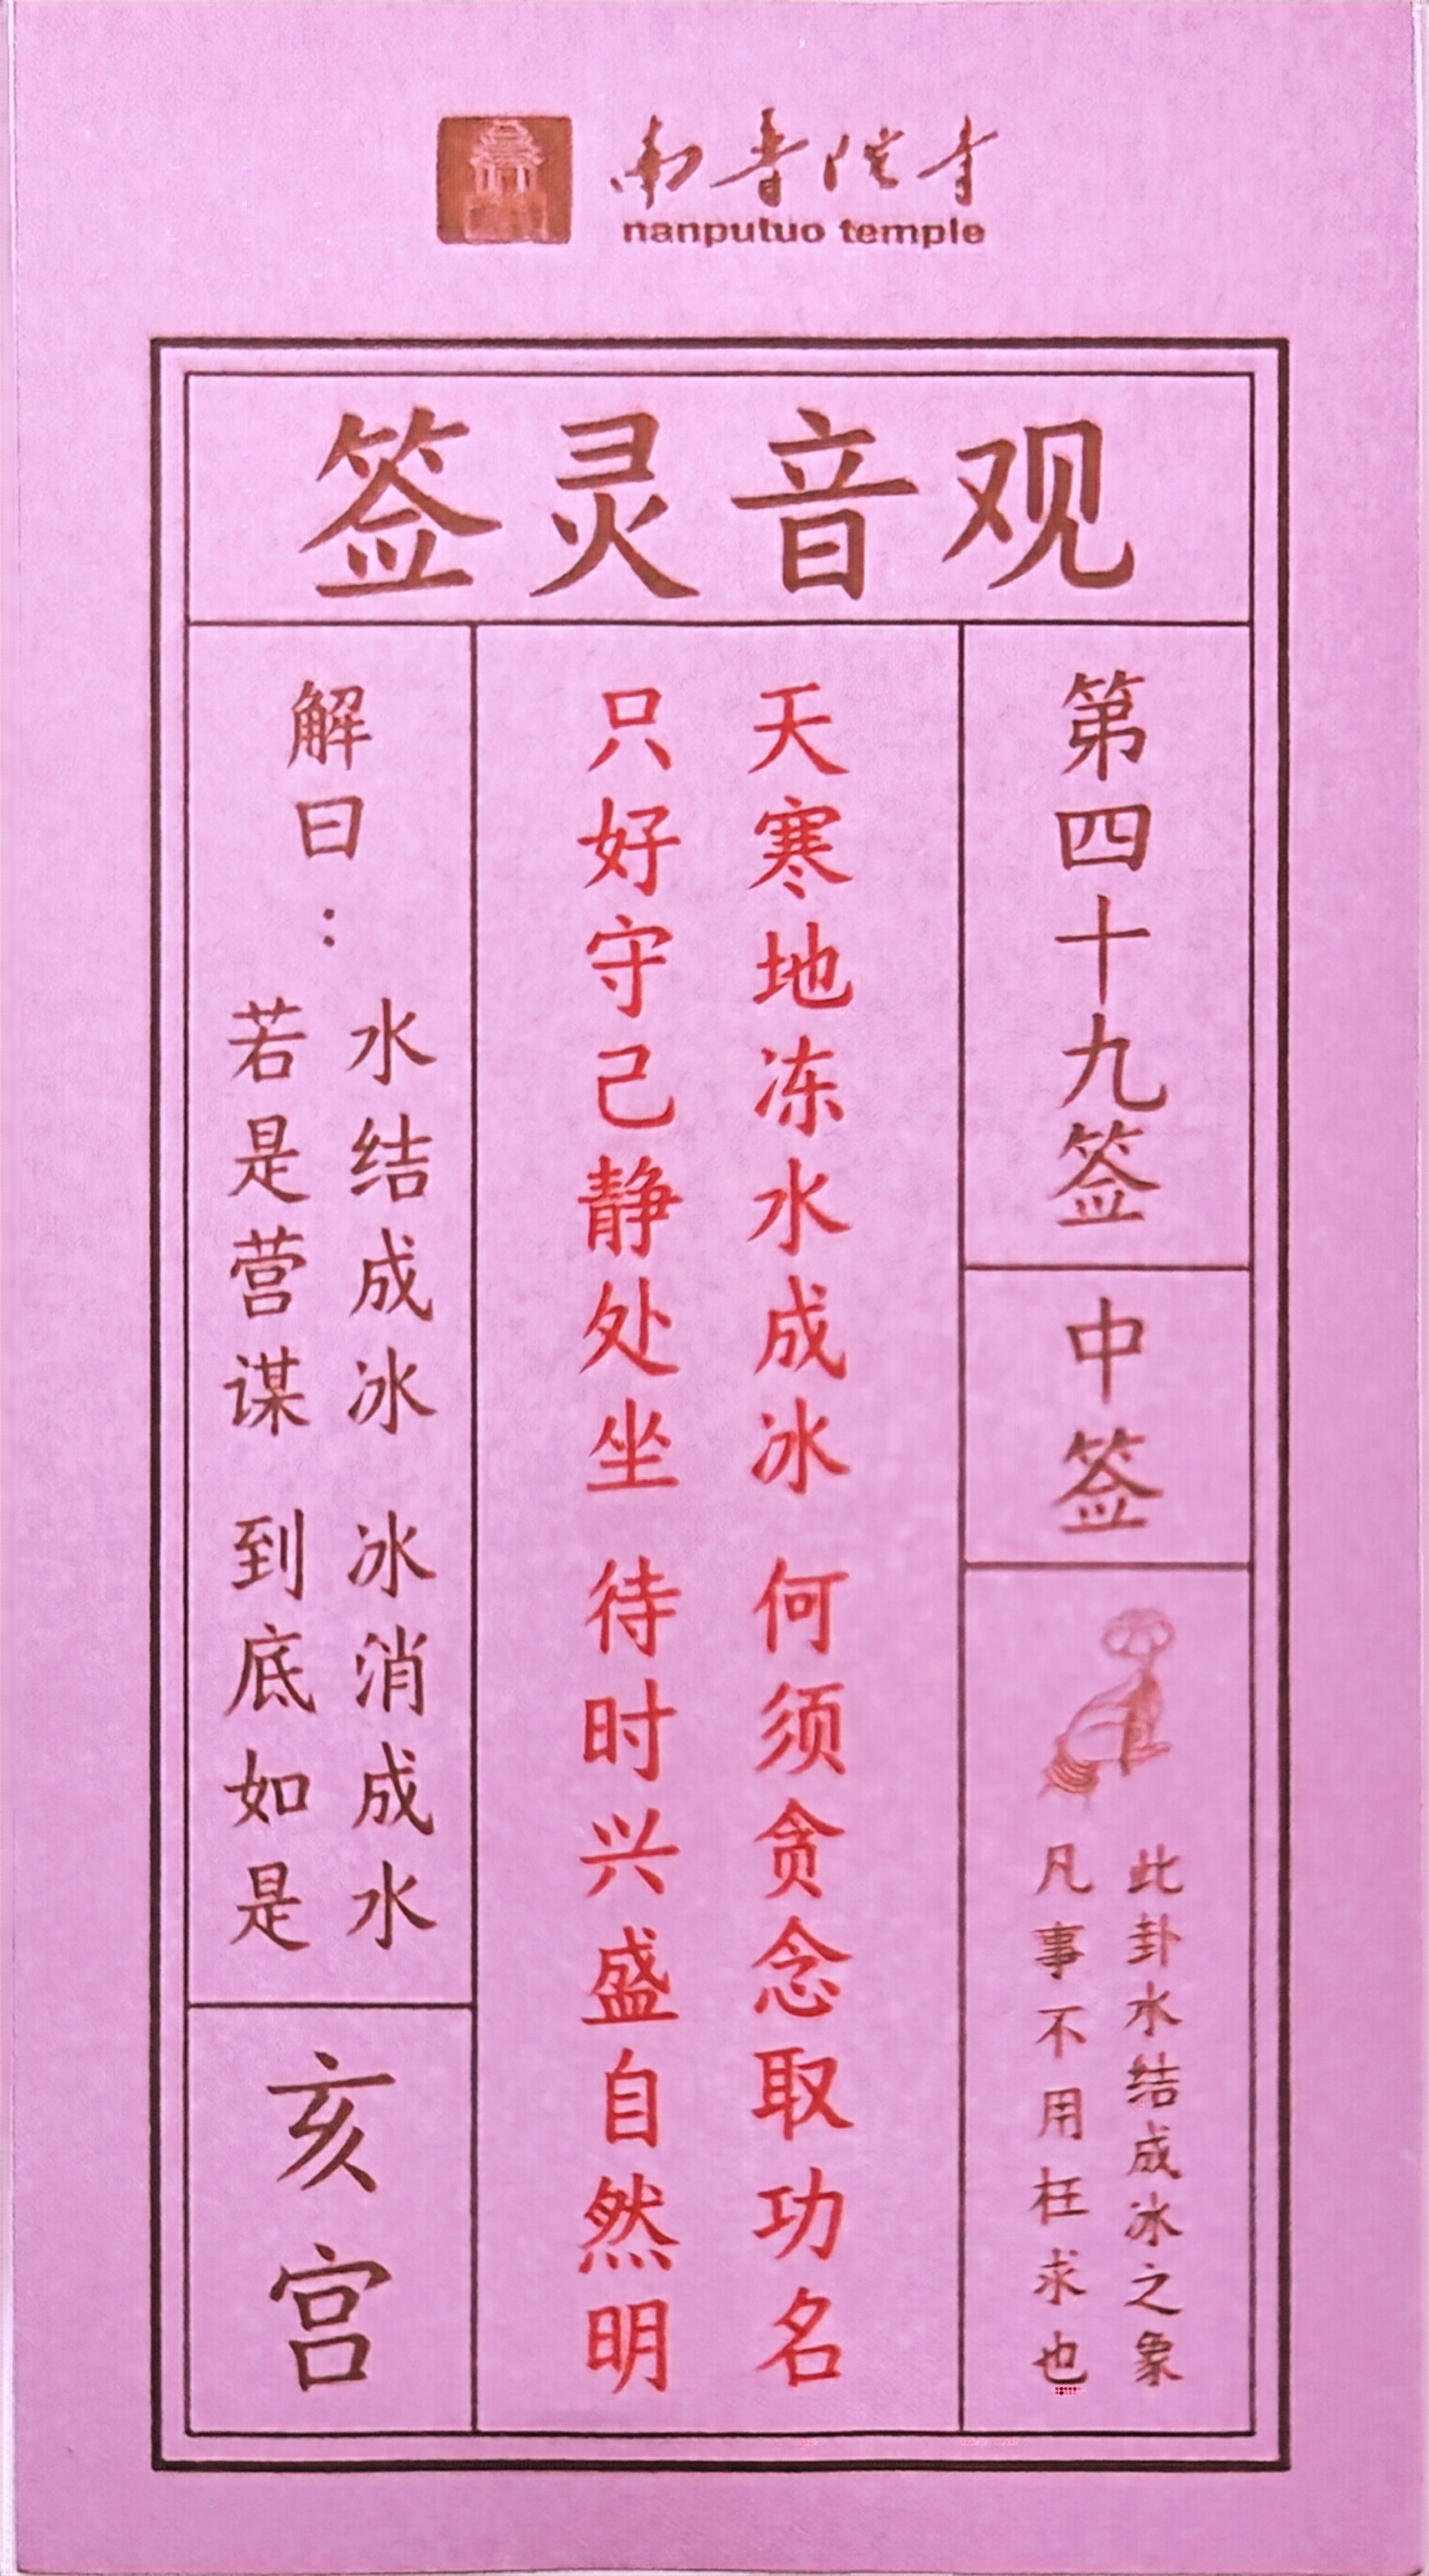 南普陀寺
nanputuo temple
观音灵签
第四十九签
中签
此卦水结成冰之象
凡事不用枉求也
天寒地冻水成冰 何须贪念取功名
只好守己静处坐 待时兴盛自然明
解曰:
水结成冰 冰消成水
若是营谋 到底如是
亥宫